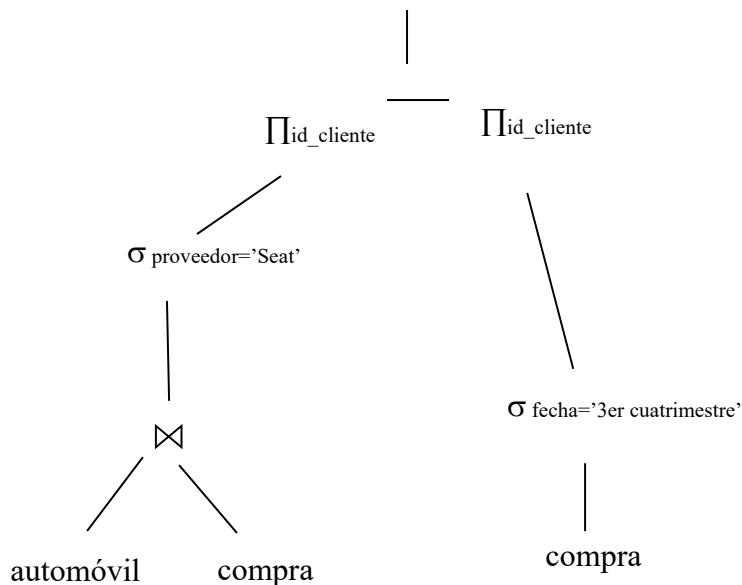 ∏id_cliente
∏id_cliente
σ proveedor=’Seat’
σ fecha=’3er cuatrimestre’
⋈
automóvil
compra
compra